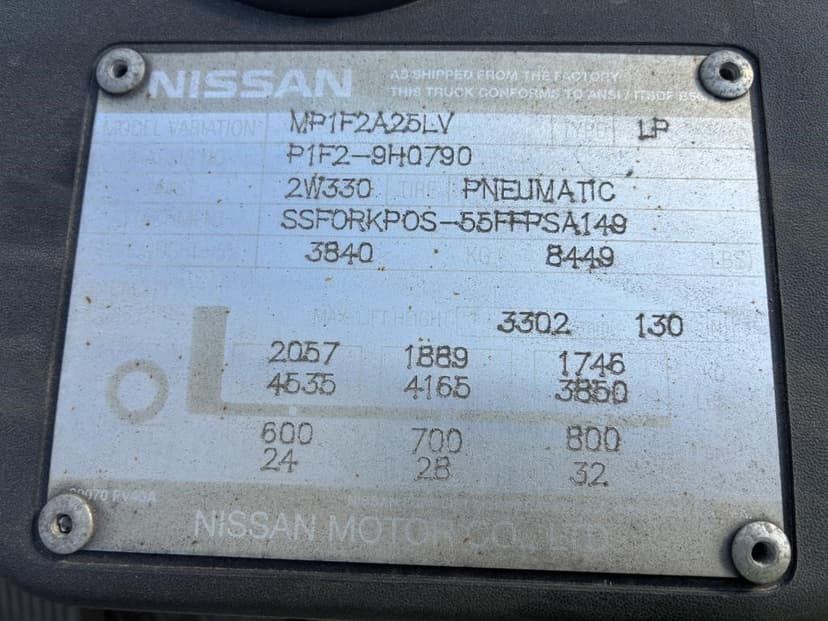 NISSAN AS SHIPPED FROM THE FACTORY
THIS TRUCK CONFORMS TO ANSI / ITSDF
MODEL VARIATION MP1F2A25LV TYPE LP
P1F2-9H0790
MAST 2W330 TIRE PNEUMATIC
SSFORKPOS-55FFPSA149
3840 KG 8449 LBS
MAX LIFT HEIGHT 3302 130
2057 1889 1746
4535 4165 3850
600 700 800
24 28 32
NISSAN MOTOR CO., LTD